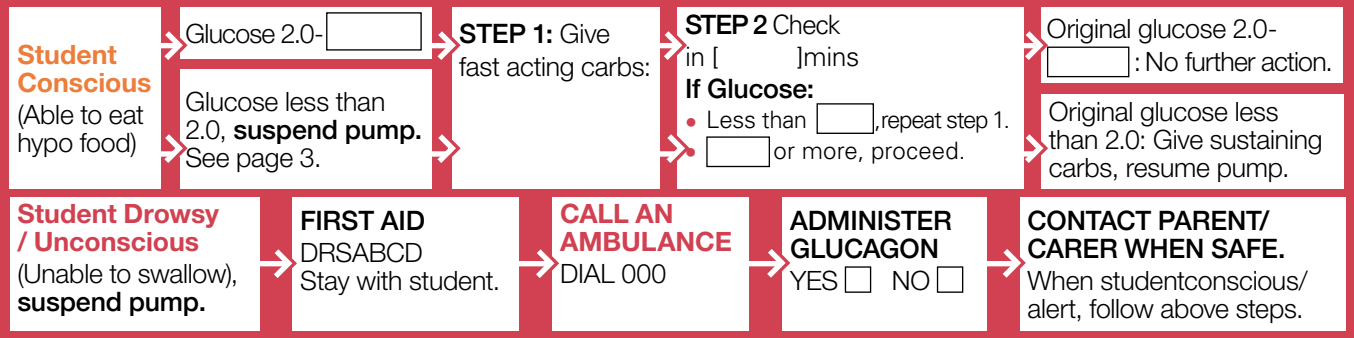 Student
Conscious
(Able to eat
hypo food)
Glucose 2.0-
Glucose less than
2.0, suspend pump.
See page 3.
STEP 1: Give
fast acting carbs:
STEP 2 Check
in [ ]mins
If Glucose:
• Less than ,repeat step 1.
• or more, proceed.
Original glucose 2.0-
: No further action.
Original glucose less
than 2.0: Give sustaining
carbs, resume pump.
Student Drowsy
/ Unconscious
(Unable to swallow),
suspend pump.
FIRST AID
DRSABCD
Stay with student.
CALL AN
AMBULANCE
DIAL 000
ADMINISTER
GLUCAGON
YES NO
CONTACT PARENT/
CARER WHEN SAFE.
When studentconscious/
alert, follow above steps.